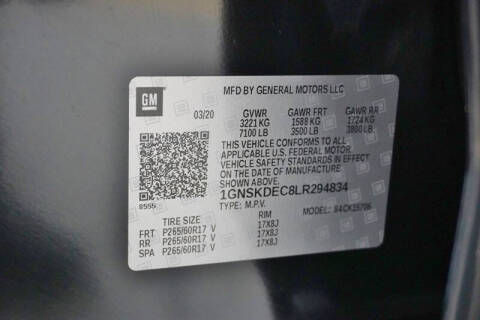 MFD BY GENERAL MOTORS LLC
GM
03/20 GVWR GAWR FRT GAWR RR
3221 KG 1588 KG 1724 KG
7100 LB 3500 LB 3800 LB
THIS VEHICLE CONFORMS TO ALL
APPLICABLE U.S. FEDERAL MOTOR
VEHICLE SAFETY STANDARDS IN
EFFECT ON THE DATE OF
MANUFACTURE SHOWN ABOVE.
1GNSKDEC8LR294834
8555 TYPE: M.P.V. MODEL:
TIRE SIZE RIM
FRT P265/60R17 V 17X8J
RR P265/60R17 V 17X8J
SPA P265/60R17 V 17X8J